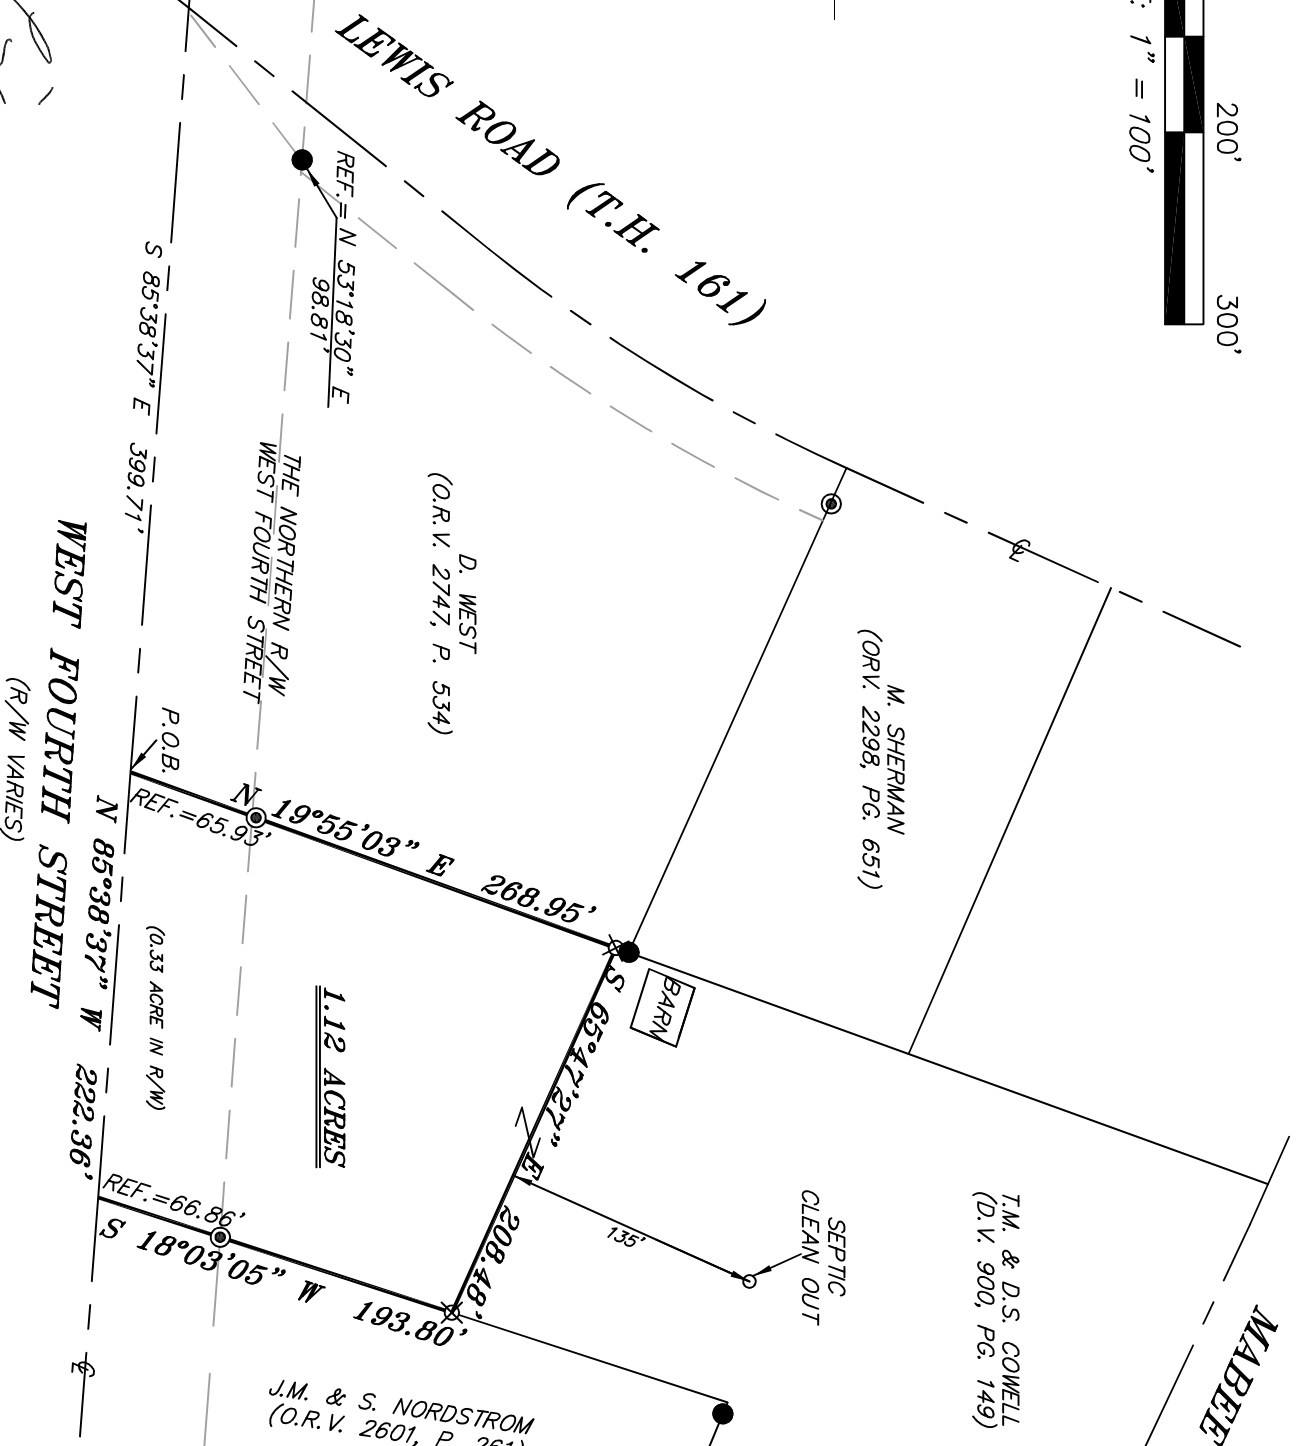 200'
300'
: 1" = 100'
LEWIS ROAD (T.H. 161)
REF.= N 53°18'30" E
98.81'
S 85°38'37" E 399.71'
THE NORTHERN R/W
WEST FOURTH STREET
D. WEST
(O.R.V. 2747, P. 534)
M. SHERMAN
(ORV. 2298, PG. 651)
WEST FOURTH STREET
(R/W VARIES)
P.O.B.
REF.=65.93'
N 19°55'03" E 268.95'
N 85°38'37" W 222.36'
(0.33 ACRE IN R/W)
1.12 ACRES
BARN
S 65°47'27" E 208.48'
135'
SEPTIC
CLEAN OUT
T.M. & D.S. COWELL
(D.V. 900, PG. 149)
MABEE
REF.=66.86'
S 18°03'05" W 193.80'
J.M. & S. NORDSTROM
(O.R.V. 2601, P. 261)